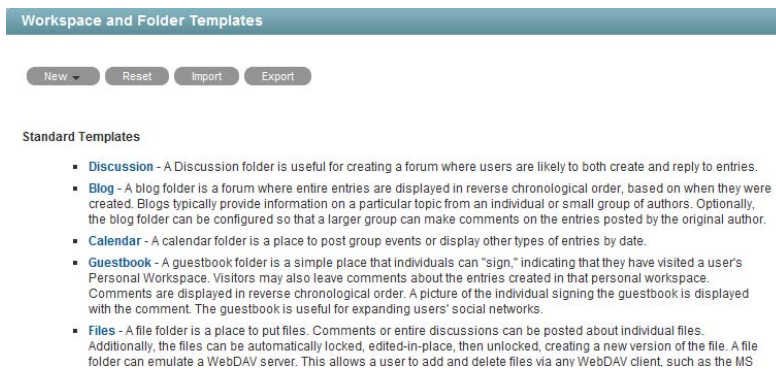 Workspace and Folder Templates
New Reset Import Export
Standard Templates
Discussion - A Discussion folder is useful for creating a forum where users are likely to both create and reply to entries.
Blog - A blog folder is a forum where entire entries are displayed in reverse chronological order, based on when they were
created. Blogs typically provide information on a particular topic from an individual or small group of authors. Optionally,
the blog folder can be configured so that a larger group can make comments on the entries posted by the original author.
Calendar - A calendar folder is a place to post group events or display other types of entries by date.
Guestbook - A guestbook folder is a simple place that individuals can "sign," indicating that they have visited a user's
Personal Workspace. Visitors may also leave comments about the entries created in that personal workspace.
Comments are displayed in reverse chronological order. A picture of the individual signing the guestbook is displayed
with the comment. The guestbook is useful for expanding users' social networks.
Files - A file folder is a place to put files. Comments or entire discussions can be posted about individual files.
Additionally, the files can be automatically locked, edited-in-place, then unlocked, creating a new version of the file. A file
folder can emulate a WebDAV server. This allows a user to add and delete files via any WebDAV client, such as the MS